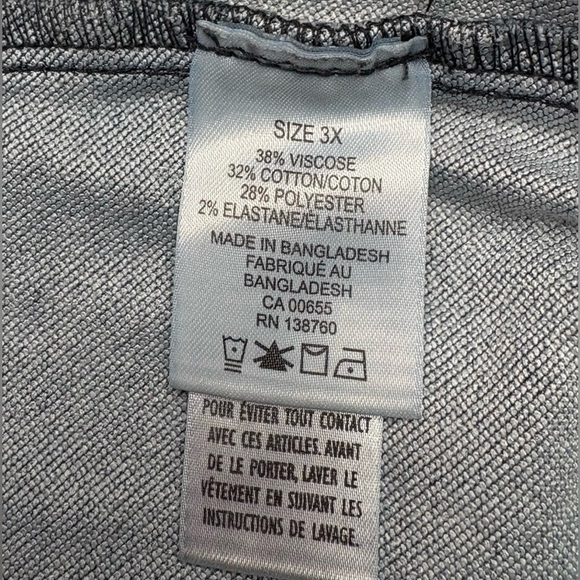 SIZE 3X
38% VISCOSE
32% COTTON/COTON
28% POLYESTER
2% ELASTANE/ÉLASTHANNE
MADE IN BANGLADESH
FABRIQUÉ AU
BANGLADESH
CA 00655
RN 138760
POUR ÉVITER TOUT CONTACT
AVEC CES ARTICLES. AVANT
DE LE PORTER, LAVER LE
VÊTEMENT EN SUIVANT LES
INSTRUCTIONS DE LAVAGE.